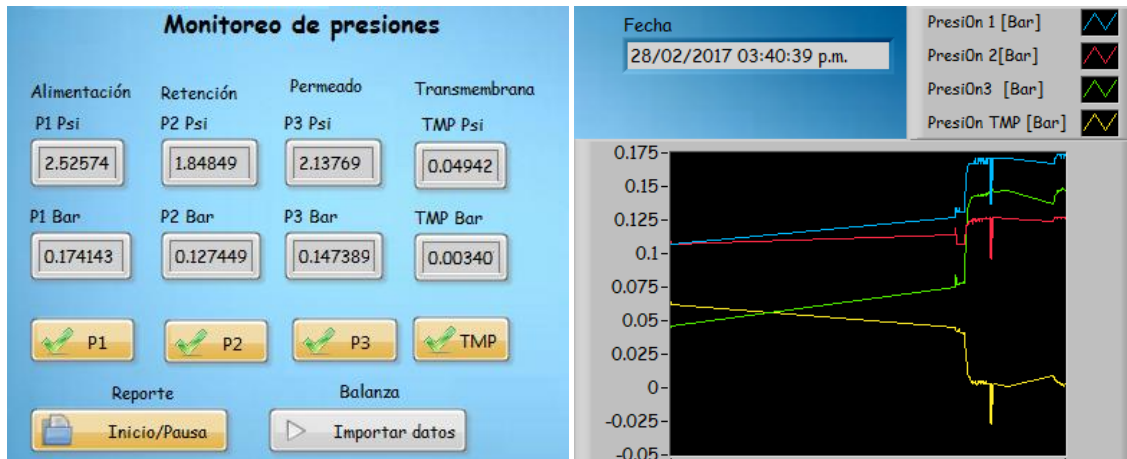 Monitoreo de presiones
Alimentación Retención Permeado Transmembrana
P1 Psi P2 Psi P3 Psi TMP Psi
2.52574 1.84849 2.13769 0.04942
P1 Bar P2 Bar P3 Bar TMP Bar
0.174143 0.127449 0.147389 0.00340
P1 P2 P3 TMP
Reporte Balanza
Inicio/Pausa Importar datos
Fecha
28/02/2017 03:40:39 p.m.
Presi0n 1 [Bar]
Presi0n 2[Bar]
Presi0n3 [Bar]
Presi0n TMP [Bar]
0.175-
0.15-
0.125-
0.1-
0.075-
0.05-
0.025-
0-
-0.025-
-0.05-